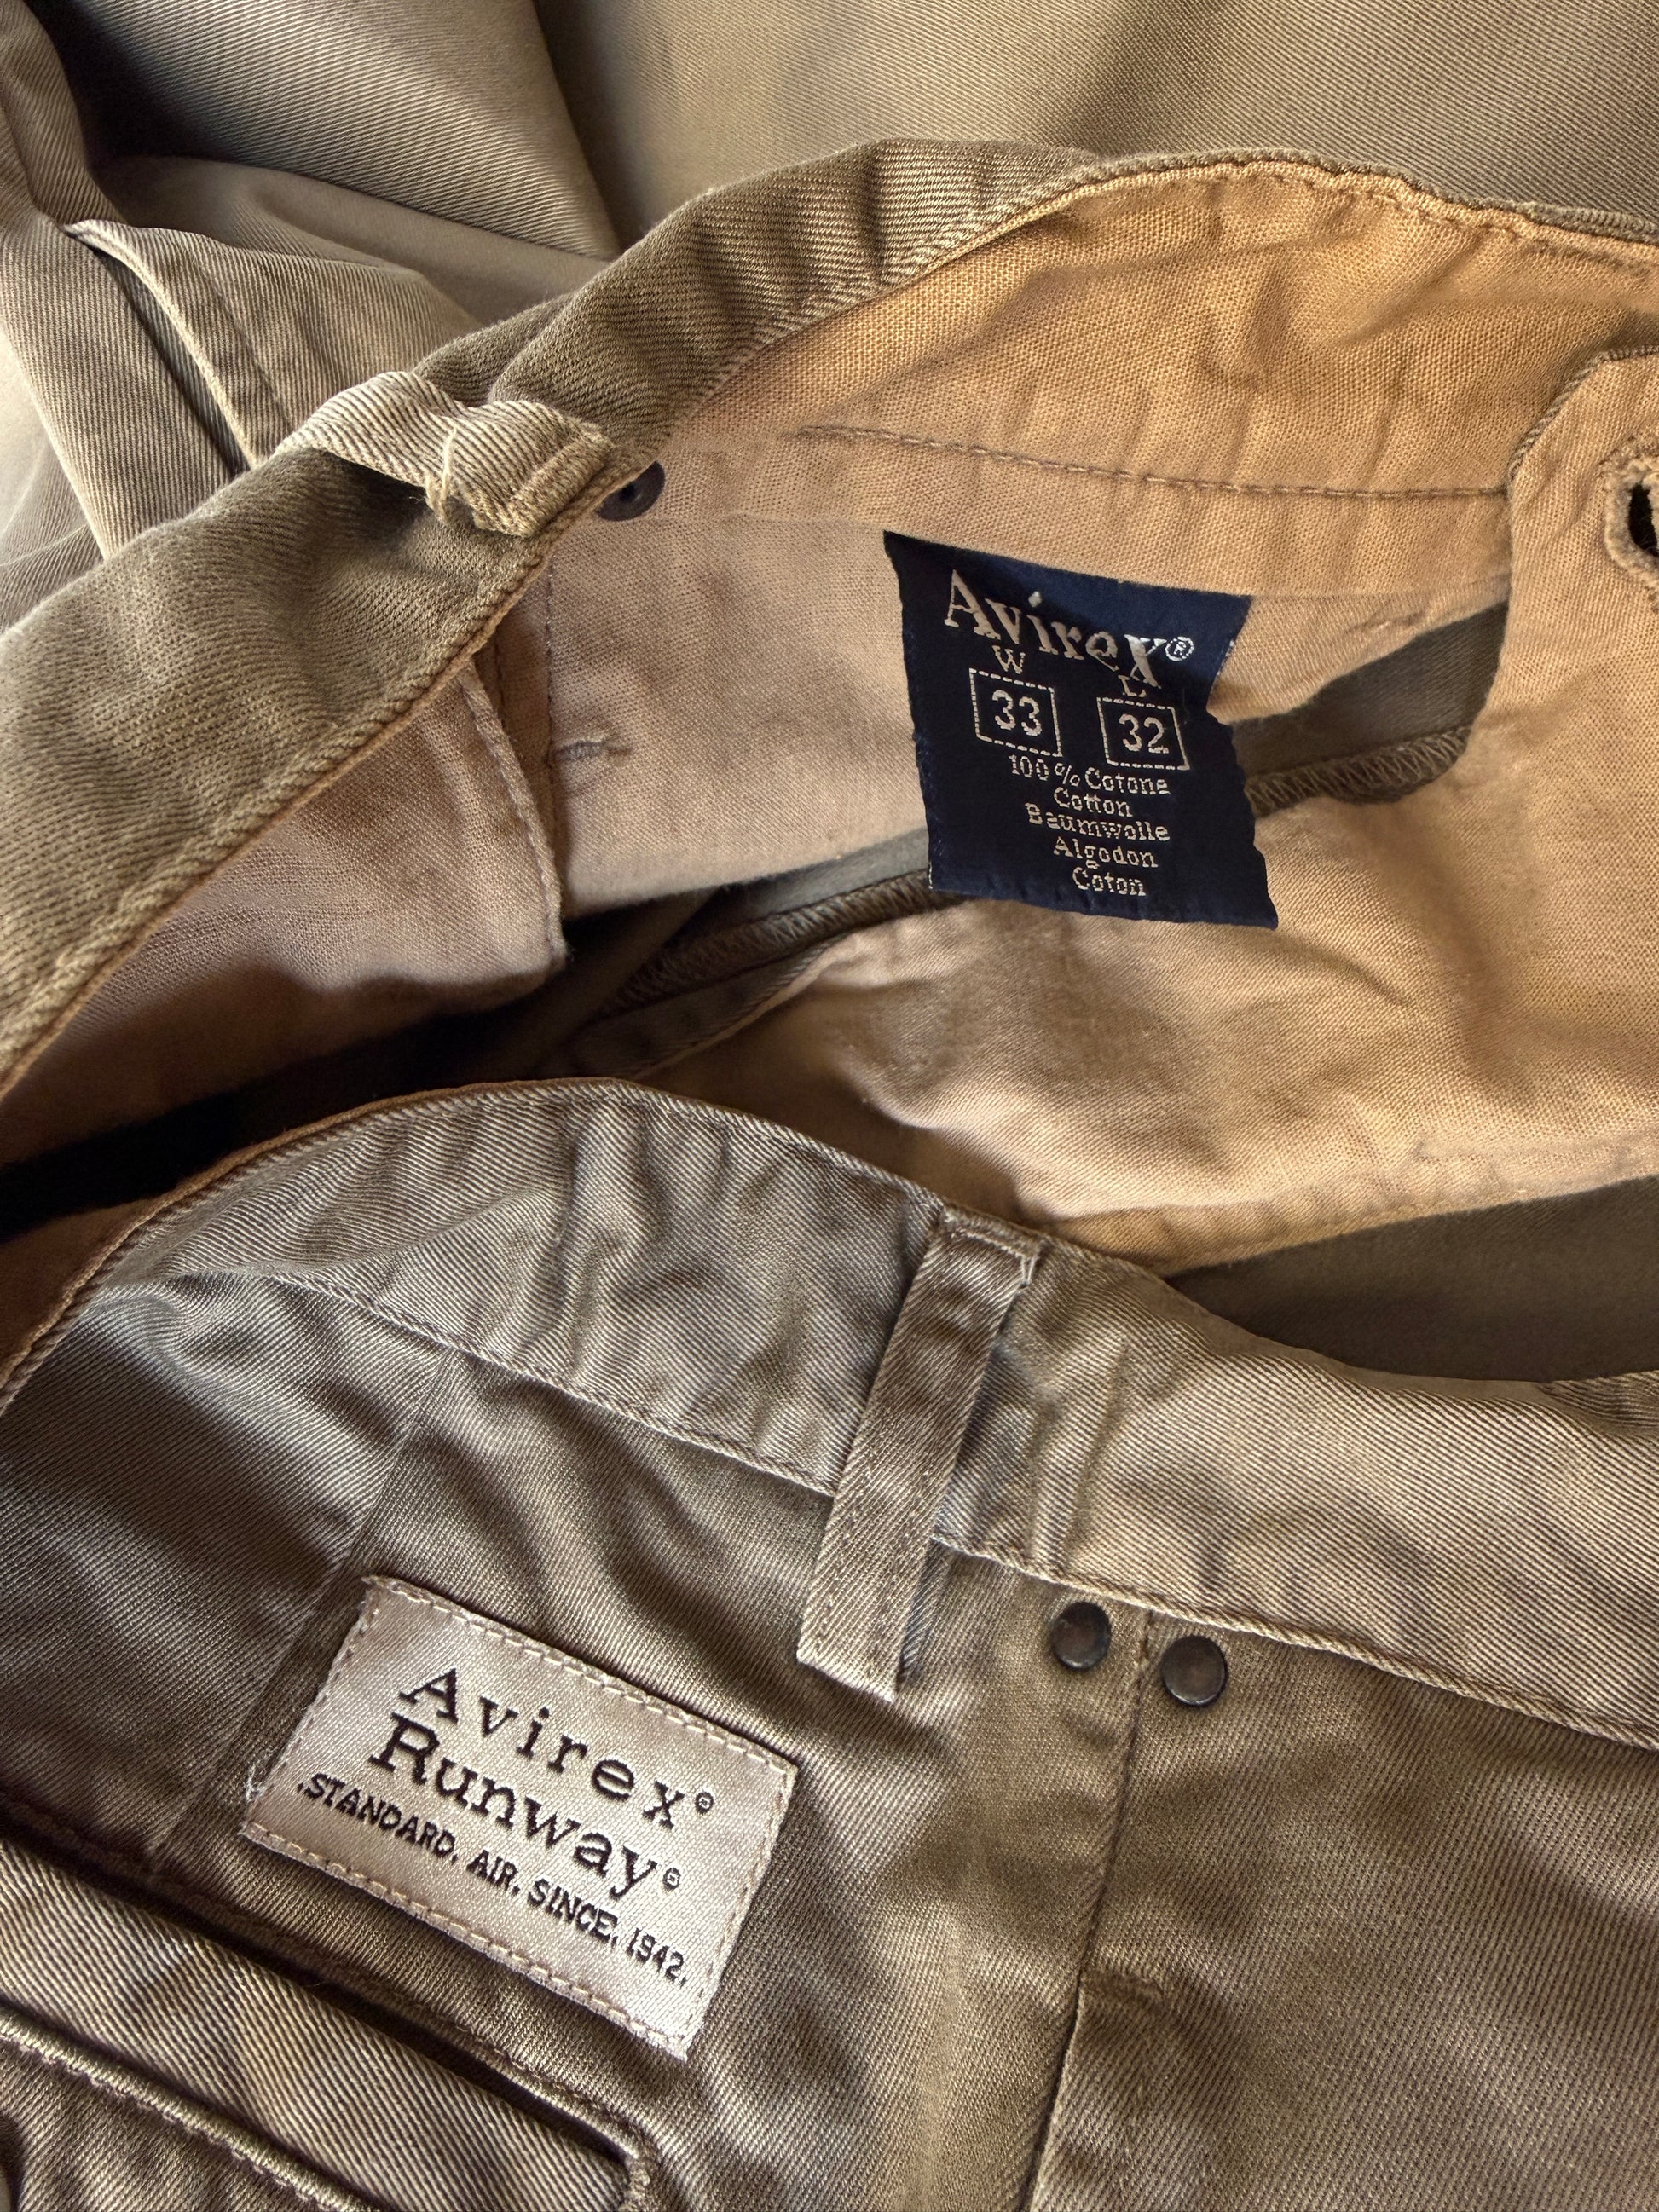 Avirex®
W L
33 32
100% Cotone
Cotton
Baumwolle
Algodon
Coton
Avirex®
Runway®
.STANDARD. AIR. SINCE. 1942.